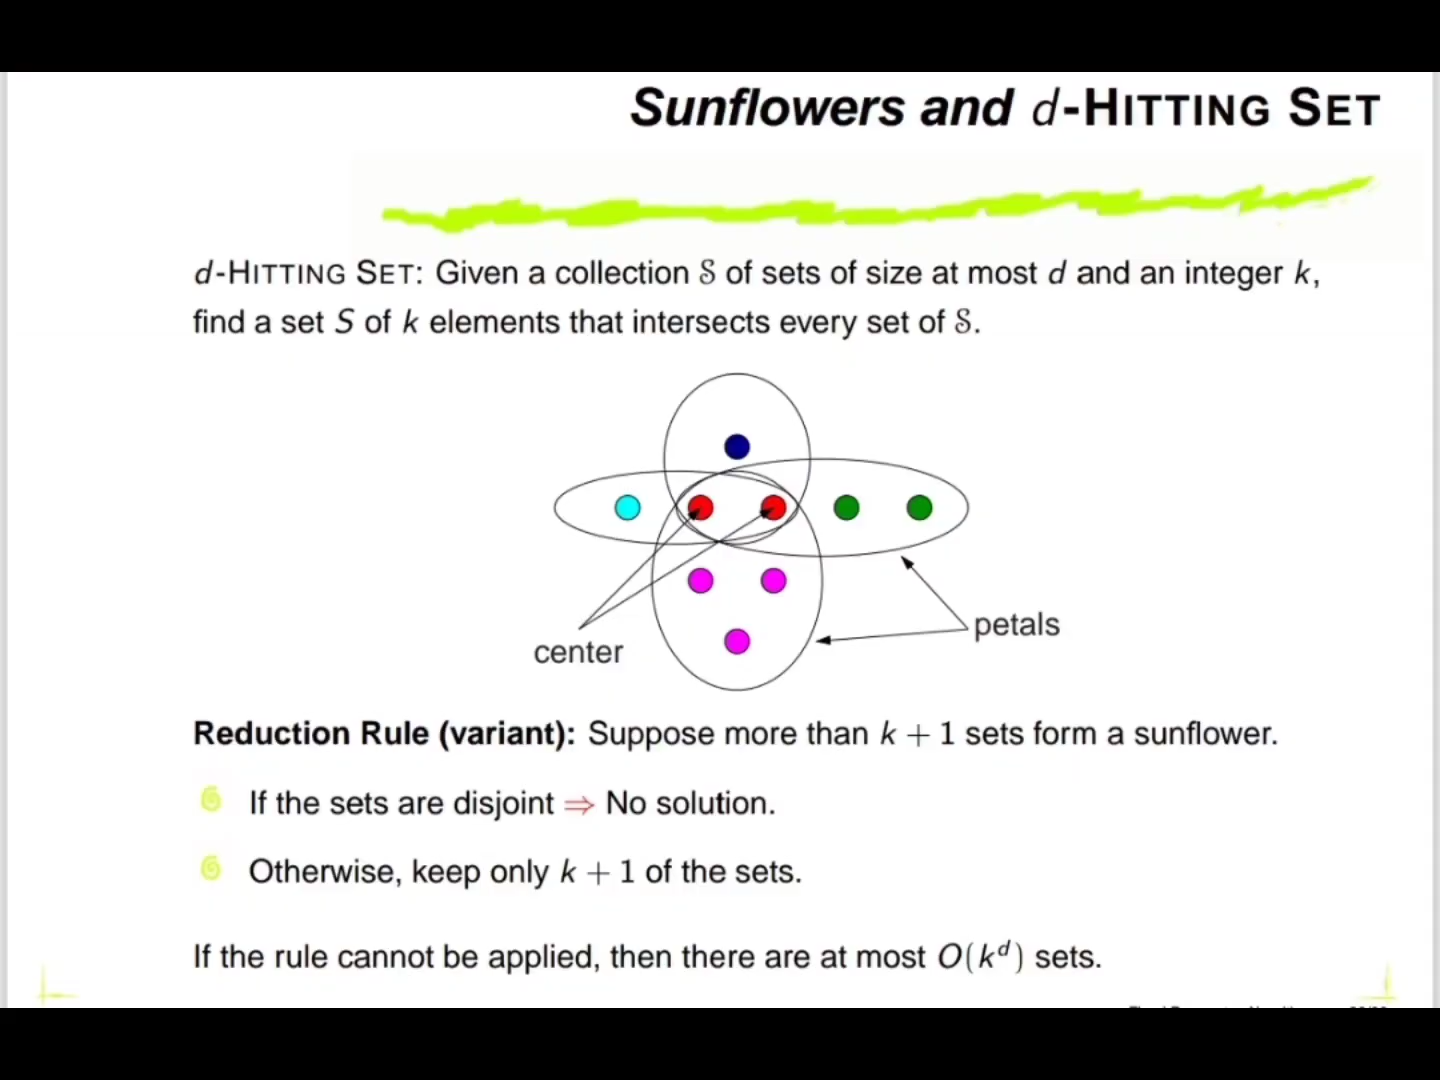 Sunflowers and d-HITTING SET
d-HITTING SET: Given a collection 𝒮 of sets of size at most d and an integer k,
find a set S of k elements that intersects every set of 𝒮.
center
petals
Reduction Rule (variant): Suppose more than k + 1 sets form a sunflower.
If the sets are disjoint ⇒ No solution.
Otherwise, keep only k + 1 of the sets.
If the rule cannot be applied, then there are at most O(k^d) sets.